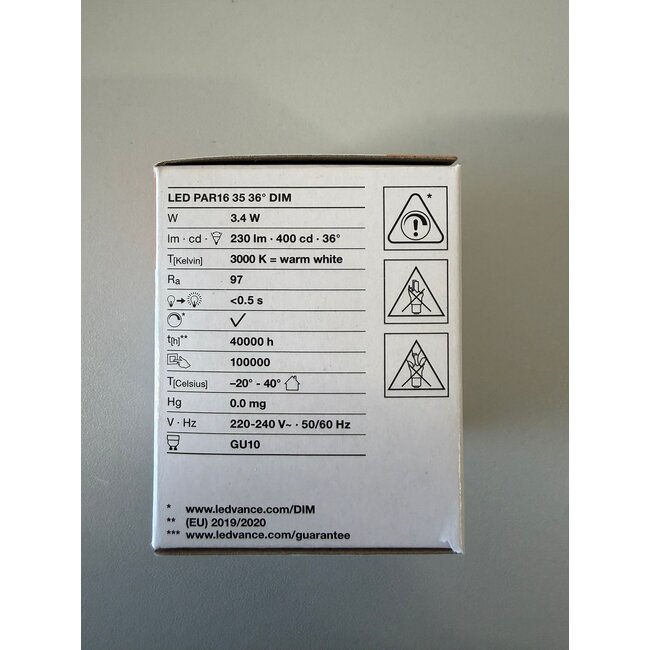 LED PAR16 35 36° DIM
W 3.4 W
lm · cd · 230 lm · 400 cd · 36°
T[Kelvin] 3000 K = warm white
Ra 97
<0.5 s
*
t[h]** 40000 h
100000
T[Celsius] –20° - 40°
Hg 0.0 mg
V · Hz 220-240 V~ · 50/60 Hz
GU10
*
* www.ledvance.com/DIM
** (EU) 2019/2020
*** www.ledvance.com/guarantee